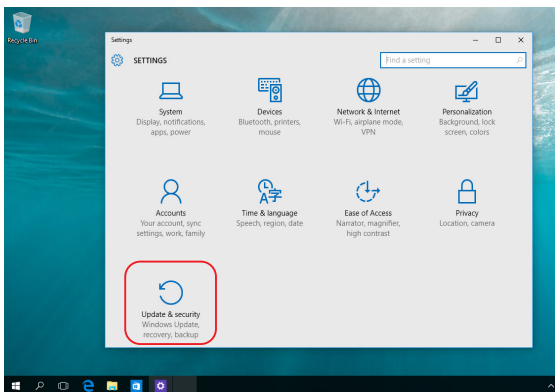 Recycle Bin
Settings
SETTINGS
Find a setting
System
Display, notifications,
apps, power
Devices
Bluetooth, printers,
mouse
Network & Internet
Wi-Fi, airplane mode,
VPN
Personalization
Background, lock
screen, colors
Accounts
Your account, sync
settings, work, family
Time & language
Speech, region, date
Ease of Access
Narrator, magnifier,
high contrast
Privacy
Location, camera
Update & security
Windows Update,
recovery, backup